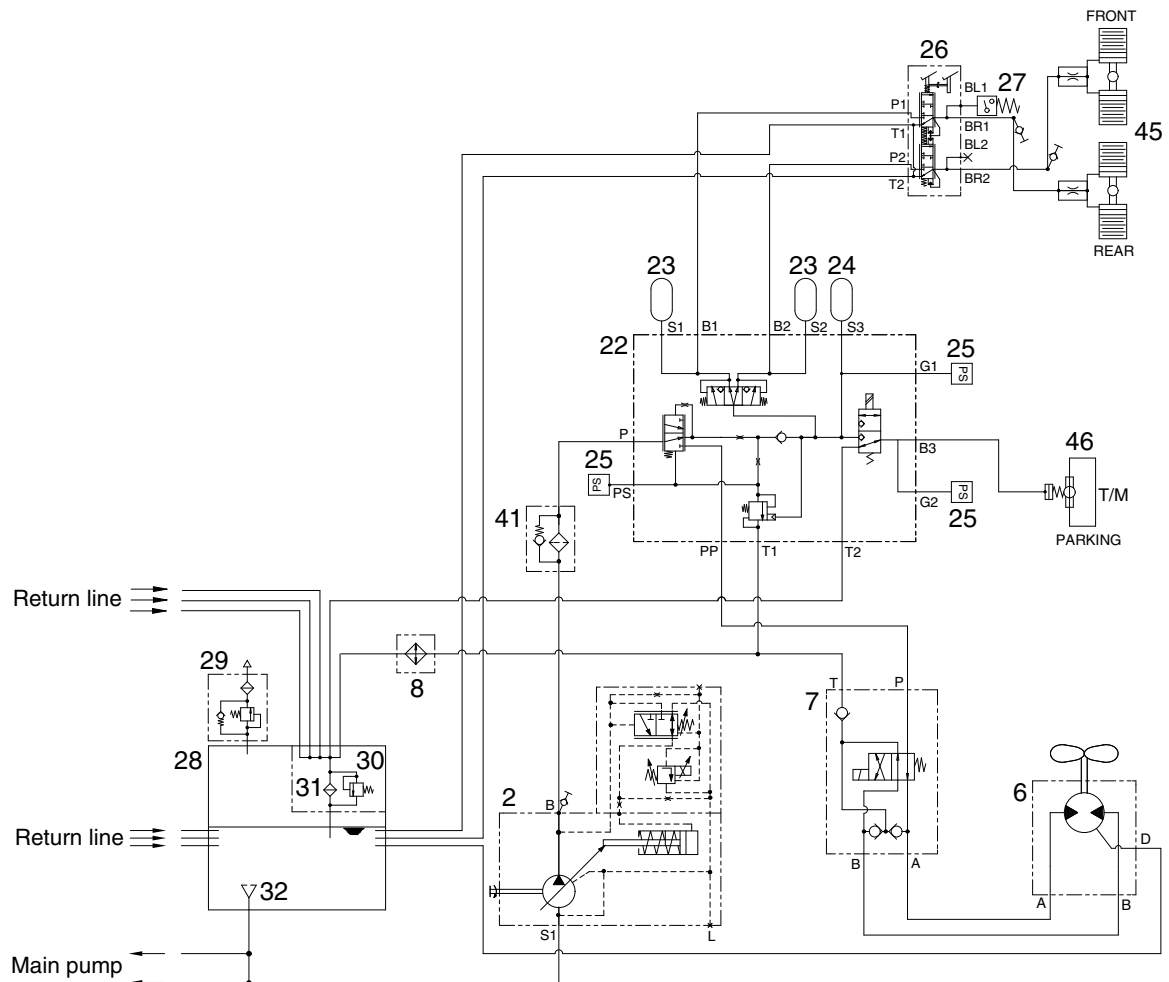 FRONT
26
BL1
27
P1
T1
BR1
BL2
P2
T2
BR2
45
REAR
23
23
24
S1
B1
B2
S2
S3
22
25
G1
PS
P
B3
25
PS
PS
G2
PS
25
46
T/M
PARKING
41
PP
T1
T2
Return line
29
8
7
T
P
28
30
31
2
B
6
D
Return line
B
A
32
A
B
S1
L
Main pump